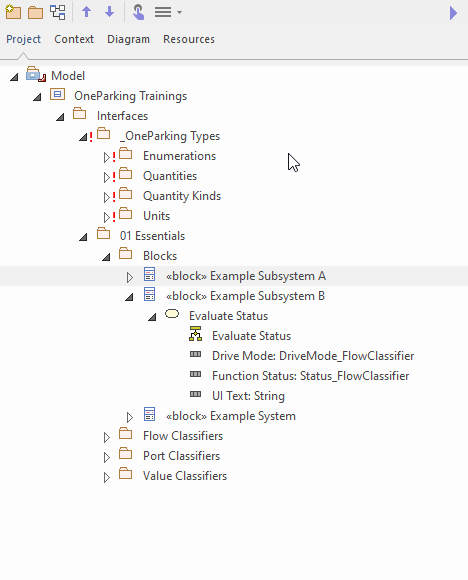 Project Context Diagram Resources
Model
OneParking Trainings
Interfaces
_OneParking Types
Enumerations
Quantities
Quantity Kinds
Units
01 Essentials
Blocks
«block» Example Subsystem A
«block» Example Subsystem B
Evaluate Status
Evaluate Status
Drive Mode: DriveMode_FlowClassifier
Function Status: Status_FlowClassifier
UI Text: String
«block» Example System
Flow Classifiers
Port Classifiers
Value Classifiers